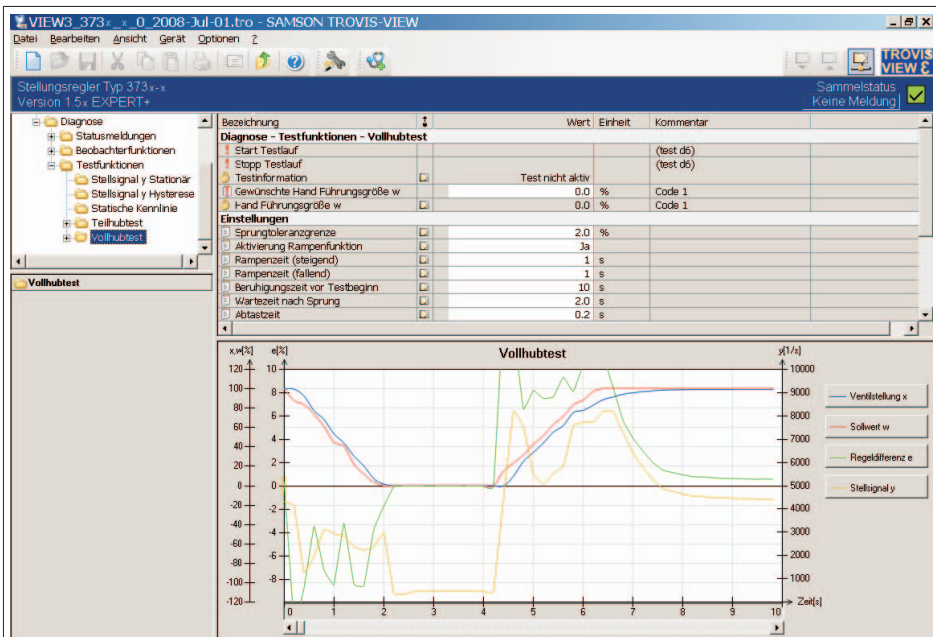 VIEW3_373x_x_0_2008-Jul-01.tro - SAMSON TROVIS-VIEW
Datei Bearbeiten Ansicht Gerät Optionen ?
TROVIS
VIEW 3
Stellungsregler Typ 373x-x
Version 1.5x EXPERT+
Sammelstatus
Keine Meldung
Diagnose
Statusmeldungen
Beobachterfunktionen
Testfunktionen
Stellsignal y Stationär
Stellsignal y Hysterese
Statische Kennlinie
Teilhubtest
Vollhubtest
Vollhubtest
Bezeichnung Wert Einheit Kommentar
Diagnose - Testfunktionen - Vollhubtest
Start Testlauf (test d6)
Stopp Testlauf (test d6)
Testinformation Test nicht aktiv
Gewünschte Hand Führungsgröße w 0.0 % Code 1
Hand Führungsgröße w 0.0 % Code 1
Einstellungen
Sprungtoleranzgrenze 2.0 %
Aktivierung Rampenfunktion Ja
Rampenzeit (steigend) 1 s
Rampenzeit (fallend) 1 s
Beruhigungszeit vor Testbeginn 10 s
Wartezeit nach Sprung 2.0 s
Abtastzeit 0.2 s
x,w[%] e[%] Vollhubtest y[1/s]
120 10 10000
100 8 9000
80 8000
60 6 7000
40 4
20 2 6000
0 0 5000
-20 -2 4000
-40 -4 3000
-60
-80 -6 2000
-100 -8 1000
-120
0 1 2 3 4 5 6 7 8 9 10
Zeit[s]
Ventilstellung x
Sollwert w
Regeldifferenz e
Stellsignal y